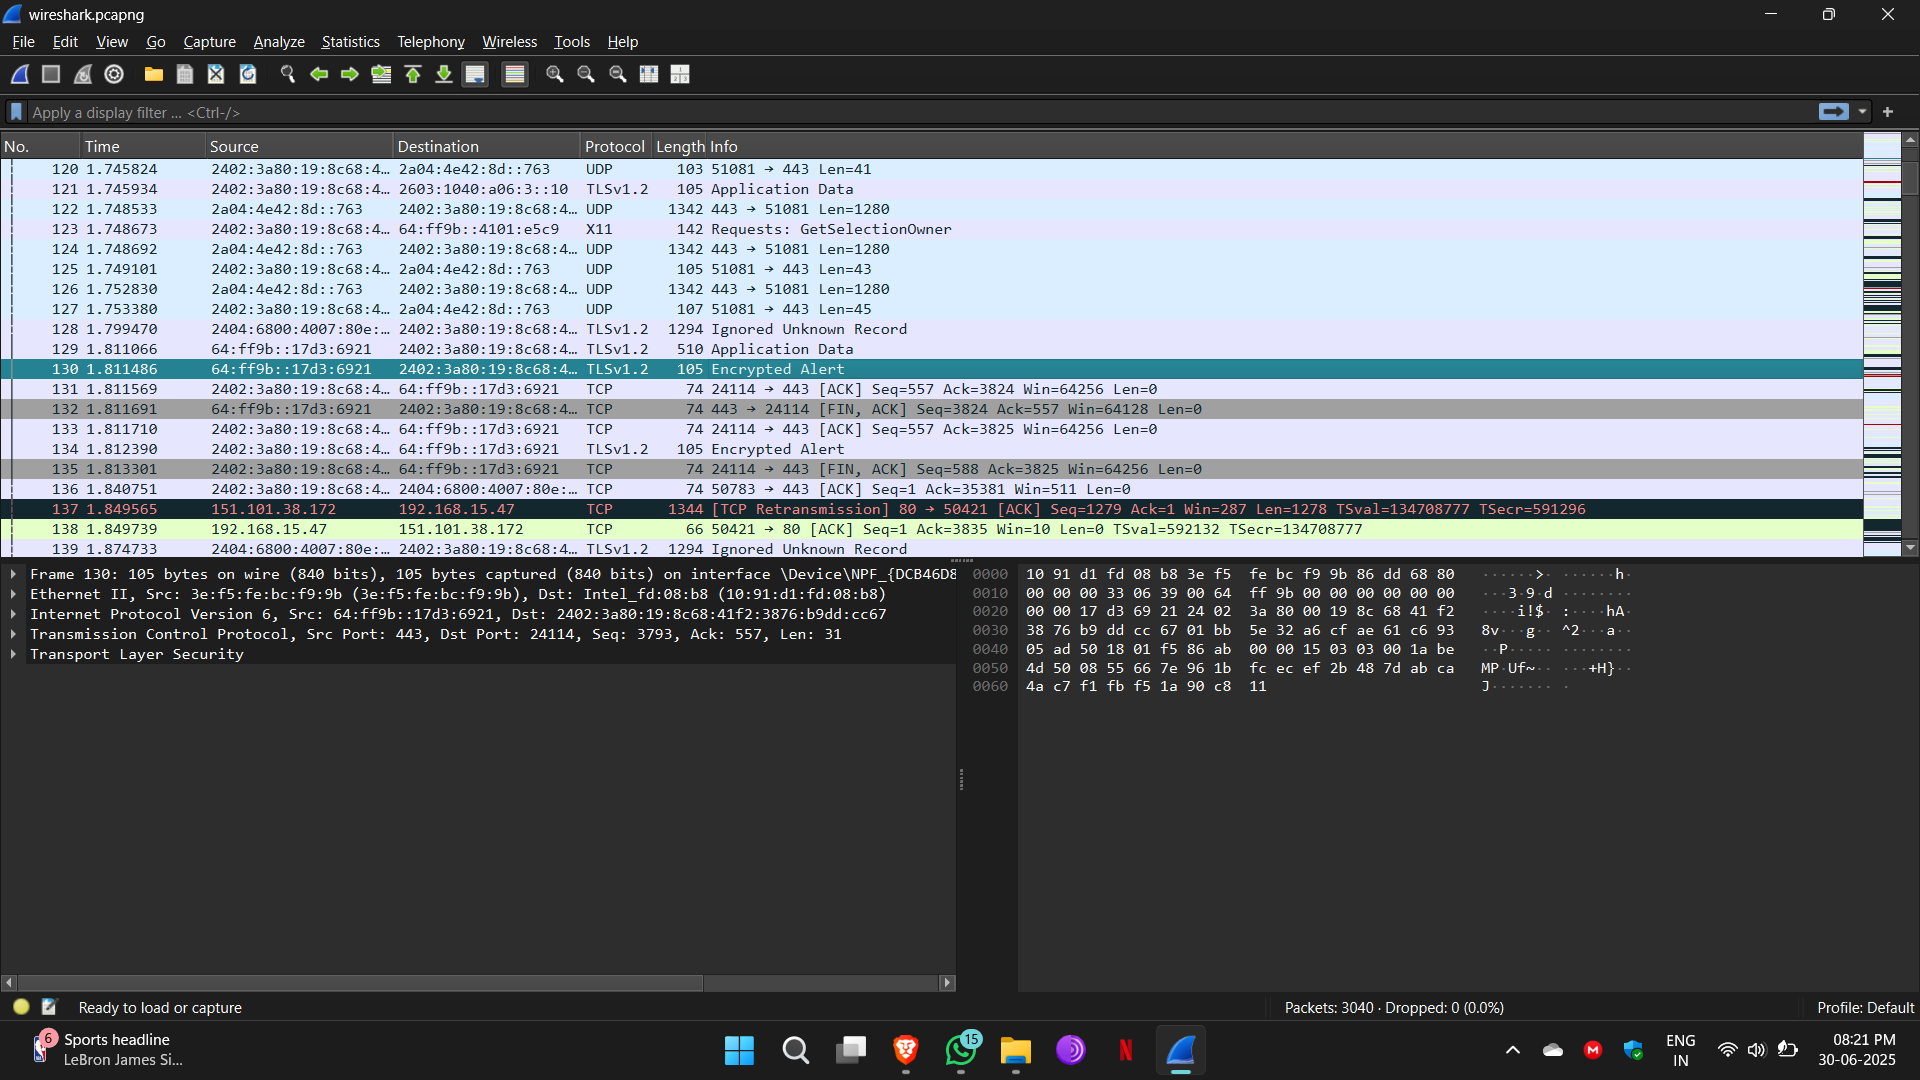 wireshark.pcapng
File Edit View Go Capture Analyze Statistics Telephony Wireless Tools Help
Apply a display filter … <Ctrl-/>
No. Time Source Destination Protocol Length Info
120 1.745824 2402:3a80:19:8c68:4… 2a04:4e42:8d::763 UDP 103 51081 → 443 Len=41
121 1.745934 2402:3a80:19:8c68:4… 2603:1040:a06:3::10 TLSv1.2 105 Application Data
122 1.748533 2a04:4e42:8d::763 2402:3a80:19:8c68:4… UDP 1342 443 → 51081 Len=1280
123 1.748673 2402:3a80:19:8c68:4… 64:ff9b::4101:e5c9 X11 142 Requests: GetSelectionOwner
124 1.748692 2a04:4e42:8d::763 2402:3a80:19:8c68:4… UDP 1342 443 → 51081 Len=1280
125 1.749101 2402:3a80:19:8c68:4… 2a04:4e42:8d::763 UDP 105 51081 → 443 Len=43
126 1.752830 2a04:4e42:8d::763 2402:3a80:19:8c68:4… UDP 1342 443 → 51081 Len=1280
127 1.753380 2402:3a80:19:8c68:4… 2a04:4e42:8d::763 UDP 107 51081 → 443 Len=45
128 1.799470 2404:6800:4007:80e:… 2402:3a80:19:8c68:4… TLSv1.2 1294 Ignored Unknown Record
129 1.811066 64:ff9b::17d3:6921 2402:3a80:19:8c68:4… TLSv1.2 510 Application Data
130 1.811486 64:ff9b::17d3:6921 2402:3a80:19:8c68:4… TLSv1.2 105 Encrypted Alert
131 1.811569 2402:3a80:19:8c68:4… 64:ff9b::17d3:6921 TCP 74 24114 → 443 [ACK] Seq=557 Ack=3824 Win=64256 Len=0
132 1.811691 64:ff9b::17d3:6921 2402:3a80:19:8c68:4… TCP 74 443 → 24114 [FIN, ACK] Seq=3824 Ack=557 Win=64128 Len=0
133 1.811710 2402:3a80:19:8c68:4… 64:ff9b::17d3:6921 TCP 74 24114 → 443 [ACK] Seq=557 Ack=3825 Win=64256 Len=0
134 1.812390 2402:3a80:19:8c68:4… 64:ff9b::17d3:6921 TLSv1.2 105 Encrypted Alert
135 1.813301 2402:3a80:19:8c68:4… 64:ff9b::17d3:6921 TCP 74 24114 → 443 [FIN, ACK] Seq=588 Ack=3825 Win=64256 Len=0
136 1.840751 2402:3a80:19:8c68:4… 2404:6800:4007:80e:… TCP 74 50783 → 443 [ACK] Seq=1 Ack=35381 Win=511 Len=0
137 1.849565 151.101.38.172 192.168.15.47 TCP 1344 [TCP Retransmission] 80 → 50421 [ACK] Seq=1279 Ack=1 Win=287 Len=1278 TSval=134708777 TSecr=591296
138 1.849739 192.168.15.47 151.101.38.172 TCP 66 50421 → 80 [ACK] Seq=1 Ack=3835 Win=10 Len=0 TSval=592132 TSecr=134708777
139 1.874733 2404:6800:4007:80e:… 2402:3a80:19:8c68:4… TLSv1.2 1294 Ignored Unknown Record
Frame 130: 105 bytes on wire (840 bits), 105 bytes captured (840 bits) on interface \Device\NPF_{DCB46D8
Ethernet II, Src: 3e:f5:fe:bc:f9:9b (3e:f5:fe:bc:f9:9b), Dst: Intel_fd:08:b8 (10:91:d1:fd:08:b8)
Internet Protocol Version 6, Src: 64:ff9b::17d3:6921, Dst: 2402:3a80:19:8c68:41f2:3876:b9dd:cc67
Transmission Control Protocol, Src Port: 443, Dst Port: 24114, Seq: 3793, Ack: 557, Len: 31
Transport Layer Security
0000 10 91 d1 fd 08 b8 3e f5 fe bc f9 9b 86 dd 68 80 ······>· ······h·
0010 00 00 00 33 06 39 00 64 ff 9b 00 00 00 00 00 00 ···3·9·d ········
0020 00 00 17 d3 69 21 24 02 3a 80 00 19 8c 68 41 f2 ····i!$· :····hA·
0030 38 76 b9 dd cc 67 01 bb 5e 32 a6 cf ae 61 c6 93 8v···g·· ^2···a··
0040 05 ad 50 18 01 f5 86 ab 00 00 15 03 03 00 1a be ··P····· ········
0050 4d 50 08 55 66 7e 96 1b fc ec ef 2b 48 7d ab ca MP·Uf~·· ···+H}··
0060 4a c7 f1 fb f5 1a 90 c8 11 J······· ·
Ready to load or capture
Packets: 3040 · Dropped: 0 (0.0%)
Profile: Default
6
Sports headline
LeBron James Si...
15
N
M
ENG
IN
08:21 PM
30-06-2025